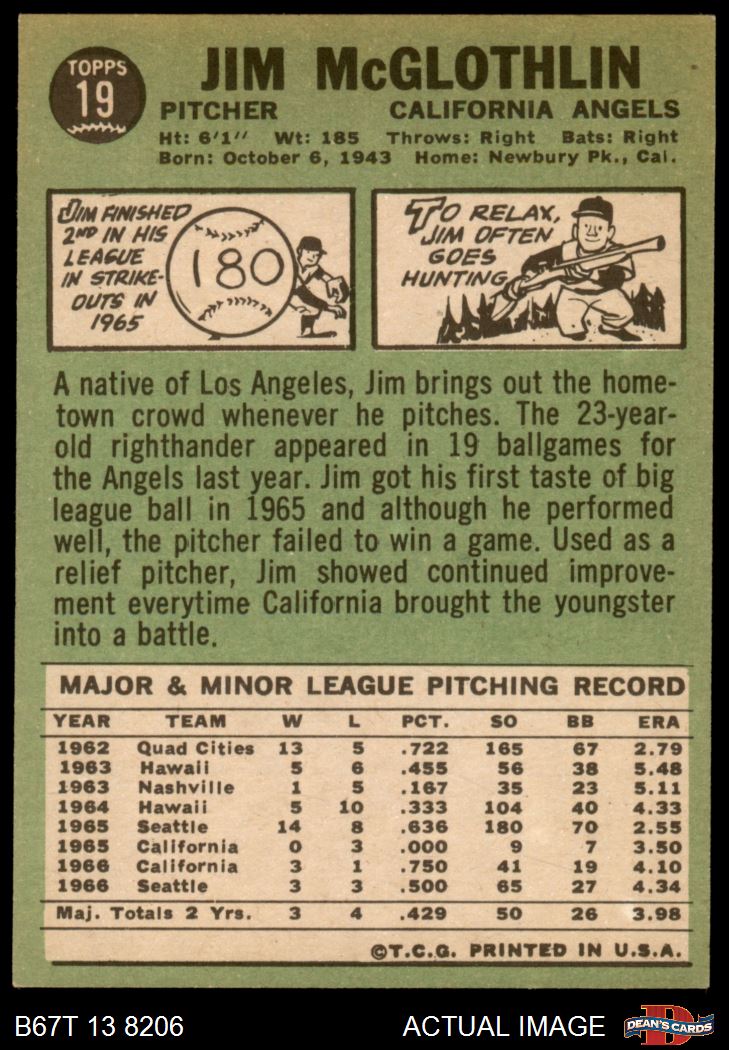 TOPPS
19
JIM McGLOTHLIN
PITCHER CALIFORNIA ANGELS
Ht: 6'1" Wt: 185 Throws: Right Bats: Right
Born: October 6, 1943 Home: Newbury Pk., Cal.
JIM FINISHED
2ND IN HIS
LEAGUE
IN STRIKE-
OUTS IN
1965
180
TO RELAX,
JIM OFTEN
GOES
HUNTING
A native of Los Angeles, Jim brings out the home-
town crowd whenever he pitches. The 23-year-
old righthander appeared in 19 ballgames for
the Angels last year. Jim got his first taste of big
league ball in 1965 and although he performed
well, the pitcher failed to win a game. Used as a
relief pitcher, Jim showed continued improve-
ment everytime California brought the youngster
into a battle.
MAJOR & MINOR LEAGUE PITCHING RECORD
YEAR TEAM W L PCT. SO BB ERA
1962 Quad Cities 13 5 .722 165 67 2.79
1963 Hawaii 5 6 .455 56 38 5.48
1963 Nashville 1 5 .167 35 23 5.11
1964 Hawaii 5 10 .333 104 40 4.33
1965 Seattle 14 8 .636 180 70 2.55
1965 California 0 3 .000 9 7 3.50
1966 California 3 1 .750 41 19 4.10
1966 Seattle 3 3 .500 65 27 4.34
Maj. Totals 2 Yrs. 3 4 .429 50 26 3.98
©T.C.G. PRINTED IN U.S.A.
B67T 13 8206 ACTUAL IMAGE
D
DEAN'S CARDS